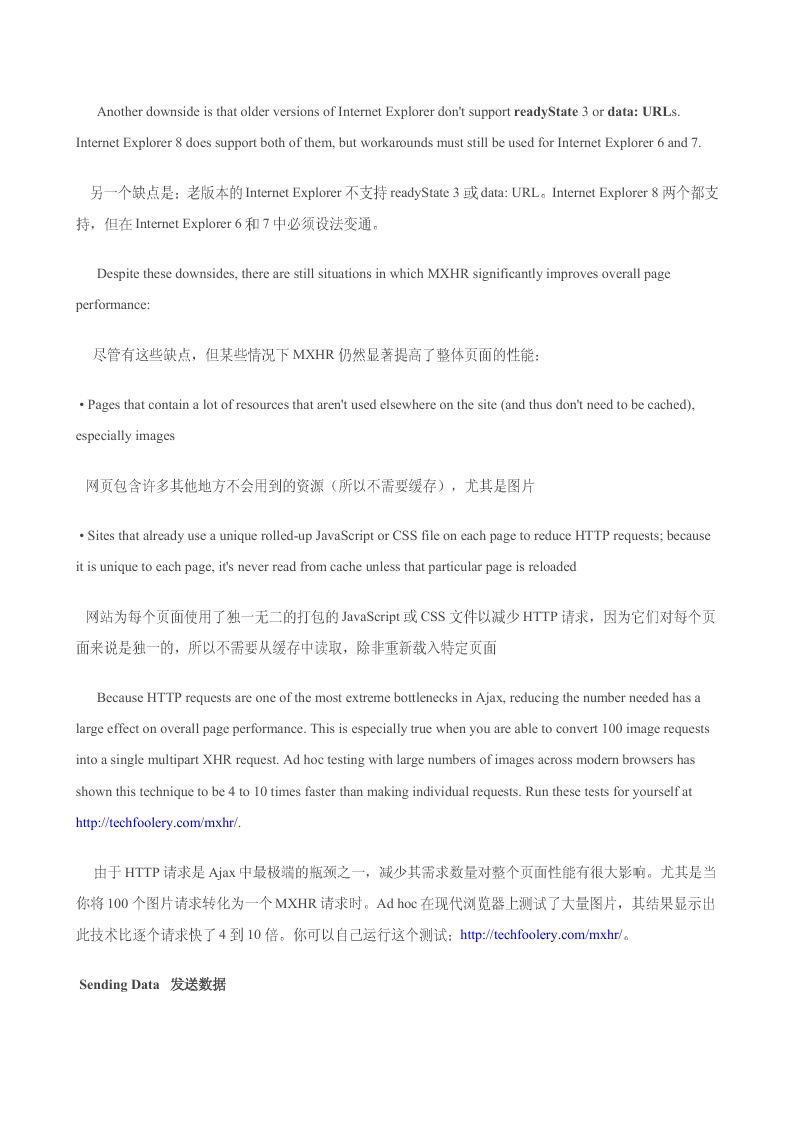 Another downside is that older versions of Internet Explorer don't support readyState 3 or data: URLs.
Internet Explorer 8 does support both of them, but workarounds must still be used for Internet Explorer 6 and 7.
另一个缺点是：老版本的 Internet Explorer 不支持 readyState 3 或 data: URL。Internet Explorer 8 两个都支
持，但在 Internet Explorer 6 和 7 中必须设法变通。
Despite these downsides, there are still situations in which MXHR significantly improves overall page
performance:
尽管有这些缺点，但某些情况下 MXHR 仍然显著提高了整体页面的性能：
• Pages that contain a lot of resources that aren't used elsewhere on the site (and thus don't need to be cached),
especially images
网页包含许多其他地方不会用到的资源（所以不需要缓存），尤其是图片
• Sites that already use a unique rolled-up JavaScript or CSS file on each page to reduce HTTP requests; because
it is unique to each page, it's never read from cache unless that particular page is reloaded
网站为每个页面使用了独一无二的打包的 JavaScript 或 CSS 文件以减少 HTTP 请求，因为它们对每个页
面来说是独一的，所以不需要从缓存中读取，除非重新载入特定页面
Because HTTP requests are one of the most extreme bottlenecks in Ajax, reducing the number needed has a
large effect on overall page performance. This is especially true when you are able to convert 100 image requests
into a single multipart XHR request. Ad hoc testing with large numbers of images across modern browsers has
shown this technique to be 4 to 10 times faster than making individual requests. Run these tests for yourself at
http://techfoolery.com/mxhr/.
由于 HTTP 请求是 Ajax 中最极端的瓶颈之一，减少其需求数量对整个页面性能有很大影响。尤其是当
你将 100 个图片请求转化为一个 MXHR 请求时。Ad hoc 在现代浏览器上测试了大量图片，其结果显示出
此技术比逐个请求快了 4 到 10 倍。你可以自己运行这个测试：http://techfoolery.com/mxhr/。
Sending Data 发送数据